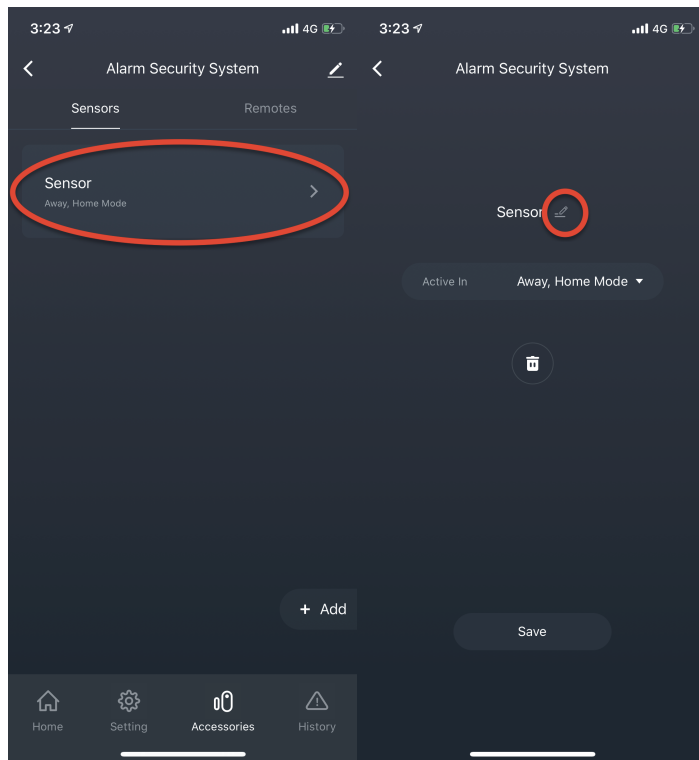 3:23 4G
Alarm Security System
Sensors Remotes
Sensor
Away, Home Mode
+ Add
Home Setting Accessories History
3:23 4G
Alarm Security System
Sensor
Active In Away, Home Mode
Save